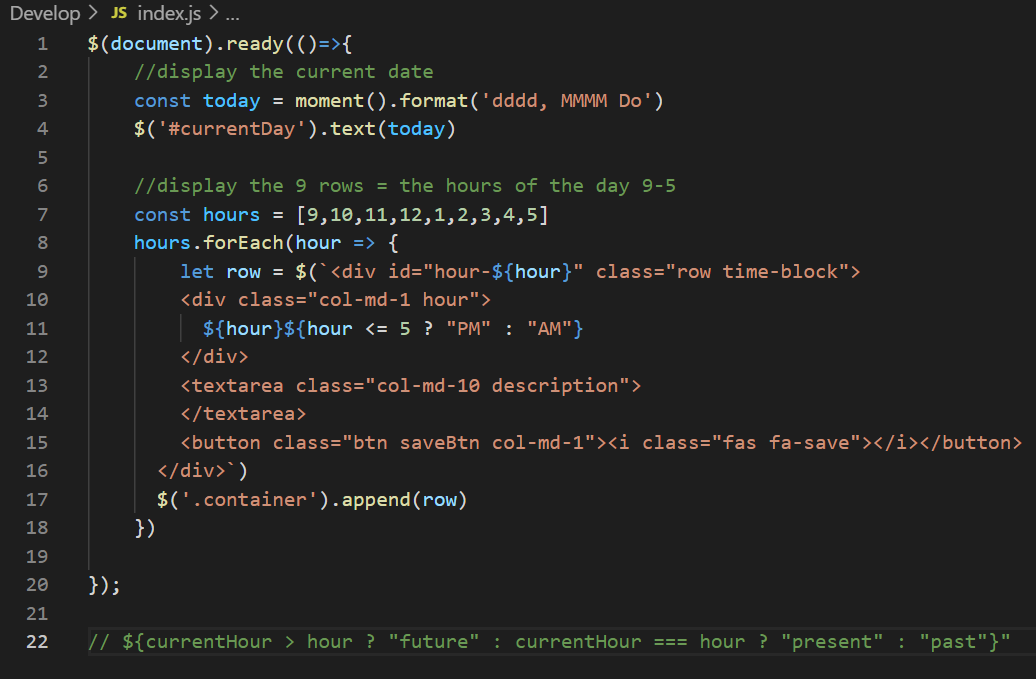 Develop > JS index.js > ...
1 $(document).ready(()=>{
2 //display the current date
3 const today = moment().format('dddd, MMMM Do')
4 $('#currentDay').text(today)
5
6 //display the 9 rows = the hours of the day 9-5
7 const hours = [9,10,11,12,1,2,3,4,5]
8 hours.forEach(hour => {
9 let row = $(`<div id="hour-${hour}" class="row time-block">
10 <div class="col-md-1 hour">
11 ${hour}${hour <= 5 ? "PM" : "AM"}
12 </div>
13 <textarea class="col-md-10 description">
14 </textarea>
15 <button class="btn saveBtn col-md-1"><i class="fas fa-save"></i></button>
16 </div>`)
17 $('.container').append(row)
18 })
19
20 });
21
22 // ${currentHour > hour ? "future" : currentHour === hour ? "present" : "past"}"